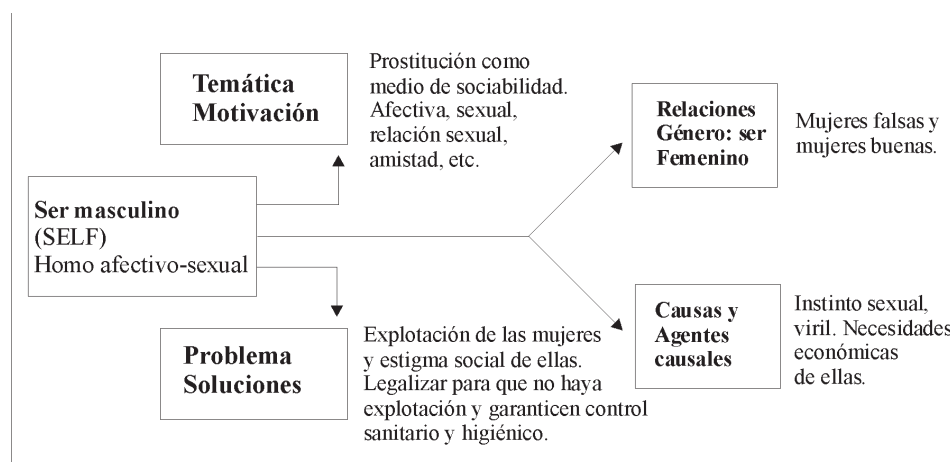 Temática
Motivación
Prostitución como
medio de sociabilidad.
Afectiva, sexual,
relación sexual,
amistad, etc.
Relaciones
Género: ser
Femenino
Mujeres falsas y
mujeres buenas.
Ser masculino
(SELF)
Homo afectivo-sexual
Problema
Soluciones
Explotación de las mujeres
y estigma social de ellas.
Legalizar para que no haya
explotación y garanticen control
sanitario y higiénico.
Causas y
Agentes
causales
Instinto sexual,
viril. Necesidades
económicas
de ellas.